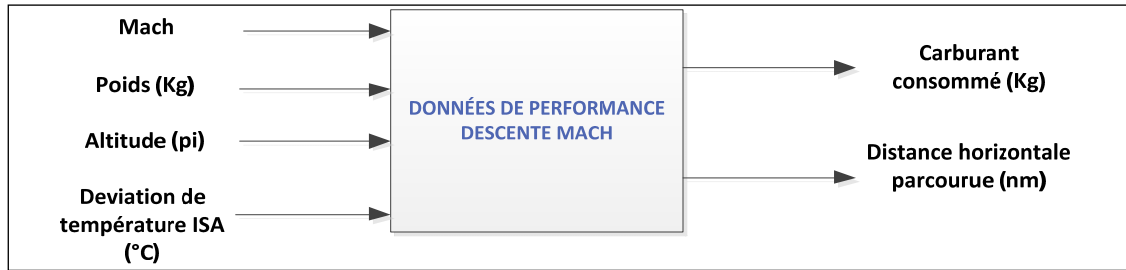 Mach
Poids (Kg)
Altitude (pi)
Deviation de
température ISA
(°C)
DONNÉES DE PERFORMANCE
DESCENTE MACH
Carburant
consommé (Kg)
Distance horizontale
parcourue (nm)